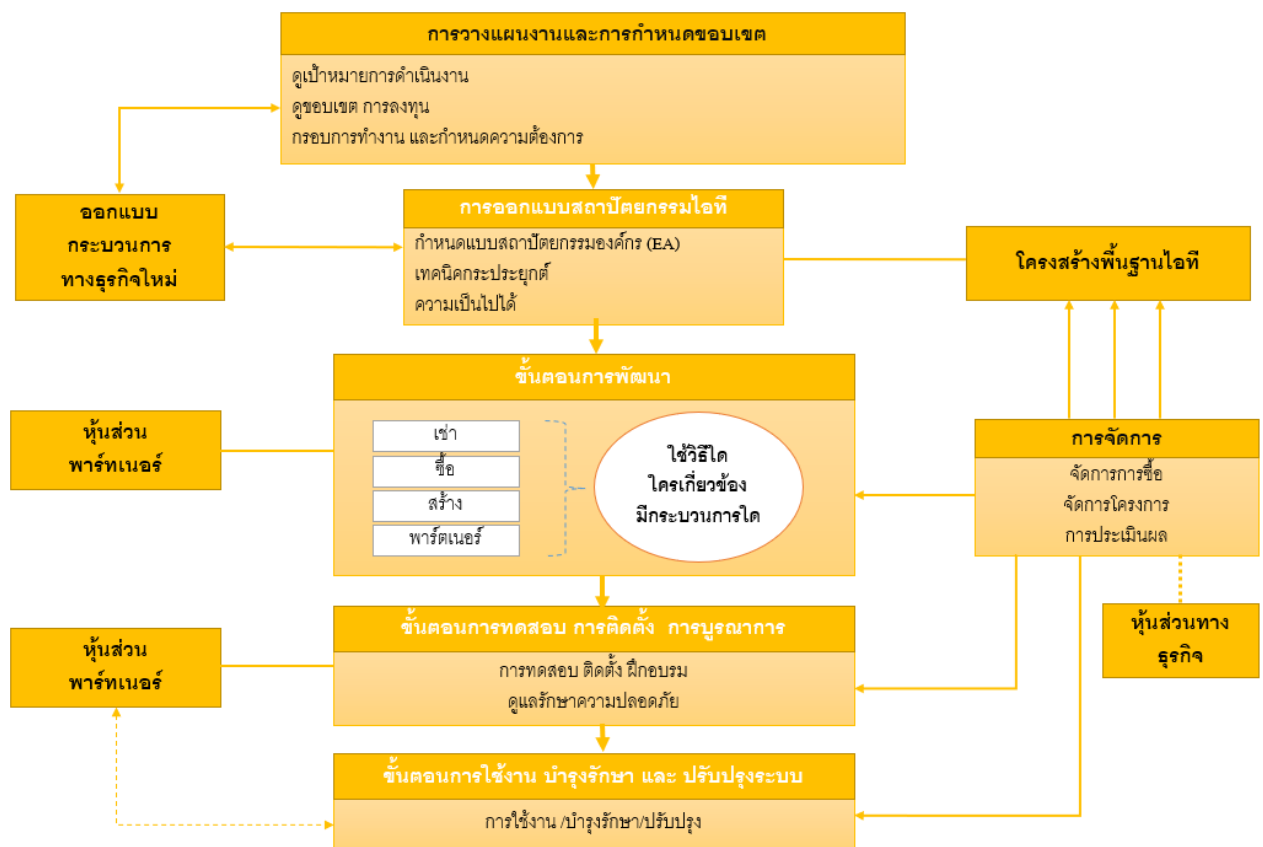 การวางแผนงานและการกำหนดขอบเขต
ดูเป้าหมายการดำเนินงาน
ดูขอบเขต การลงทุน
กรอบการทำงาน และกำหนดความต้องการ
ออกแบบ
กระบวนการ
ทางธุรกิจใหม่
การออกแบบสถาปัตยกรรมไอที
กำหนดแบบสถาปัตยกรรมองค์กร (EA)
เทคนิคกระประยุกต์
ความเป็นไปได้
โครงสร้างพื้นฐานไอที
ขั้นตอนการพัฒนา
หุ้นส่วน
พาร์ทเนอร์
เช่า
ซื้อ
สร้าง
พาร์ตเนอร์
ใช้วิธีใด
ใครเกี่ยวข้อง
มีกระบวนการใด
การจัดการ
จัดการการซื้อ
จัดการโครงการ
การประเมินผล
หุ้นส่วนทาง
ธุรกิจ
ขั้นตอนการทดสอบ การติดตั้ง การบูรณาการ
การทดสอบ ติดตั้ง ฝึกอบรม
ดูแลรักษาความปลอดภัย
หุ้นส่วน
พาร์ทเนอร์
ขั้นตอนการใช้งาน บำรุงรักษา และ ปรับปรุงระบบ
การใช้งาน /บำรุงรักษา/ปรับปรุง